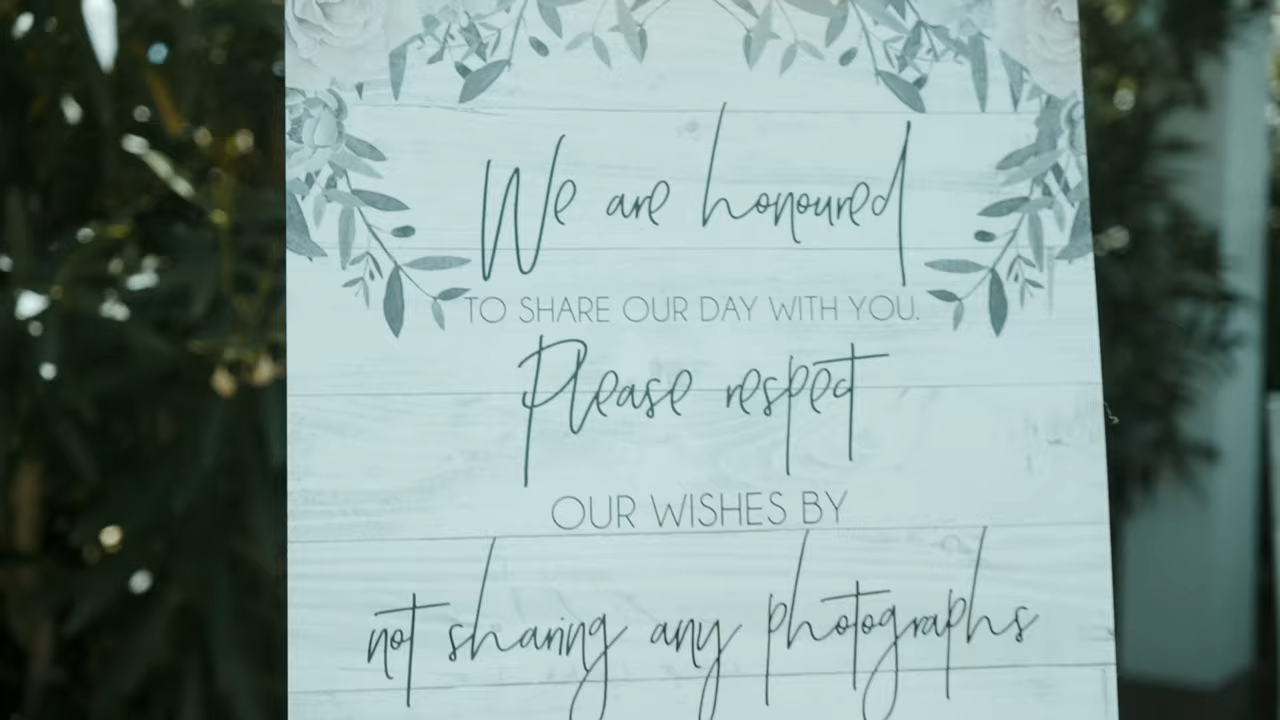 We are honoured
TO SHARE OUR DAY WITH YOU.
Please respect
OUR WISHES BY
not sharing any photographs